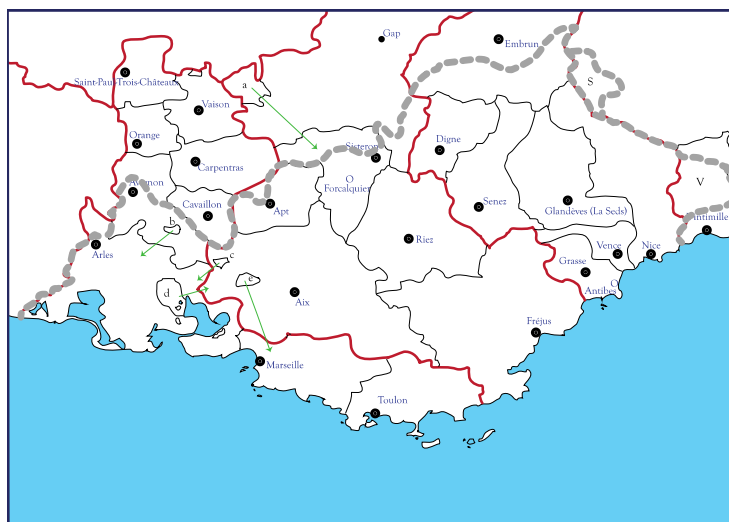 Gap
Embrun
Saint-Paul-Trois-Châteaux
S
a
Vaison
Orange
Digne
Sisteron
Carpentras
V
Forcalquier
Avignon
Cavaillon
Apt
Senez
Glandèves (La Seds)
Vintimille
b
Arles
Riez
Vence
Nice
c
Grasse
e
d
Aix
Antibes
Fréjus
Marseille
Toulon